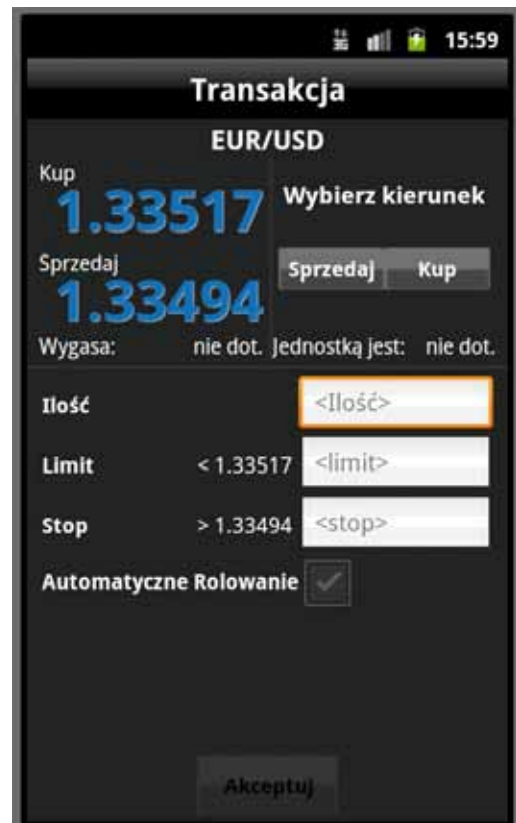 3G 15:59
Transakcja
EUR/USD
Kup
1.33517
Wybierz kierunek
Sprzedaj
1.33494
Sprzedaj Kup
Wygasa: nie dot. Jednostką jest: nie dot.
Ilość <Ilość>
Limit < 1.33517 <limit>
Stop > 1.33494 <stop>
Automatyczne Rolowanie
Akceptuj